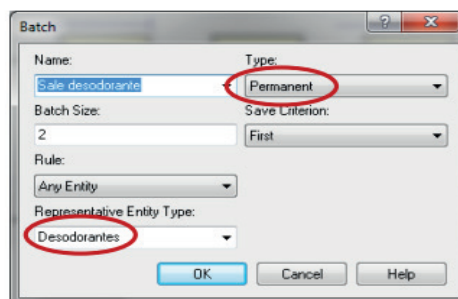 Batch
Name: Type:
Sale desodorante Permanent
Batch Size: Save Criterion:
2 First
Rule:
Any Entity
Representative Entity Type:
Desodorantes
OK Cancel Help